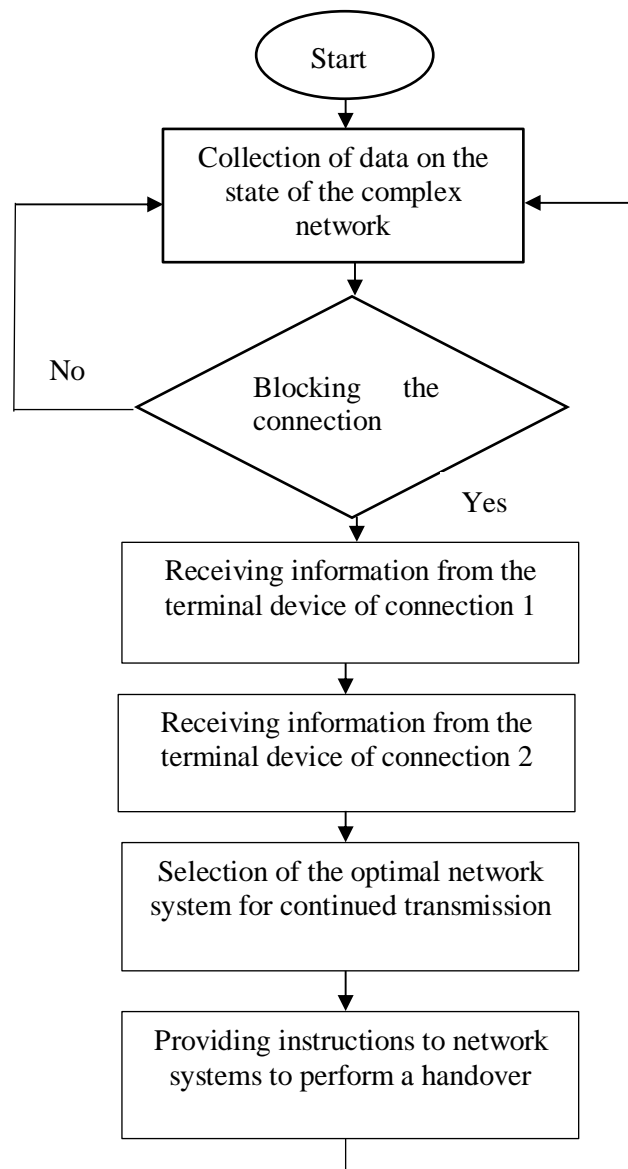 Start
Collection of data on the
state of the complex
network
No
Blocking the
connection
Yes
Receiving information from the
terminal device of connection 1
Receiving information from the
terminal device of connection 2
Selection of the optimal network
system for continued transmission
Providing instructions to network
systems to perform a handover